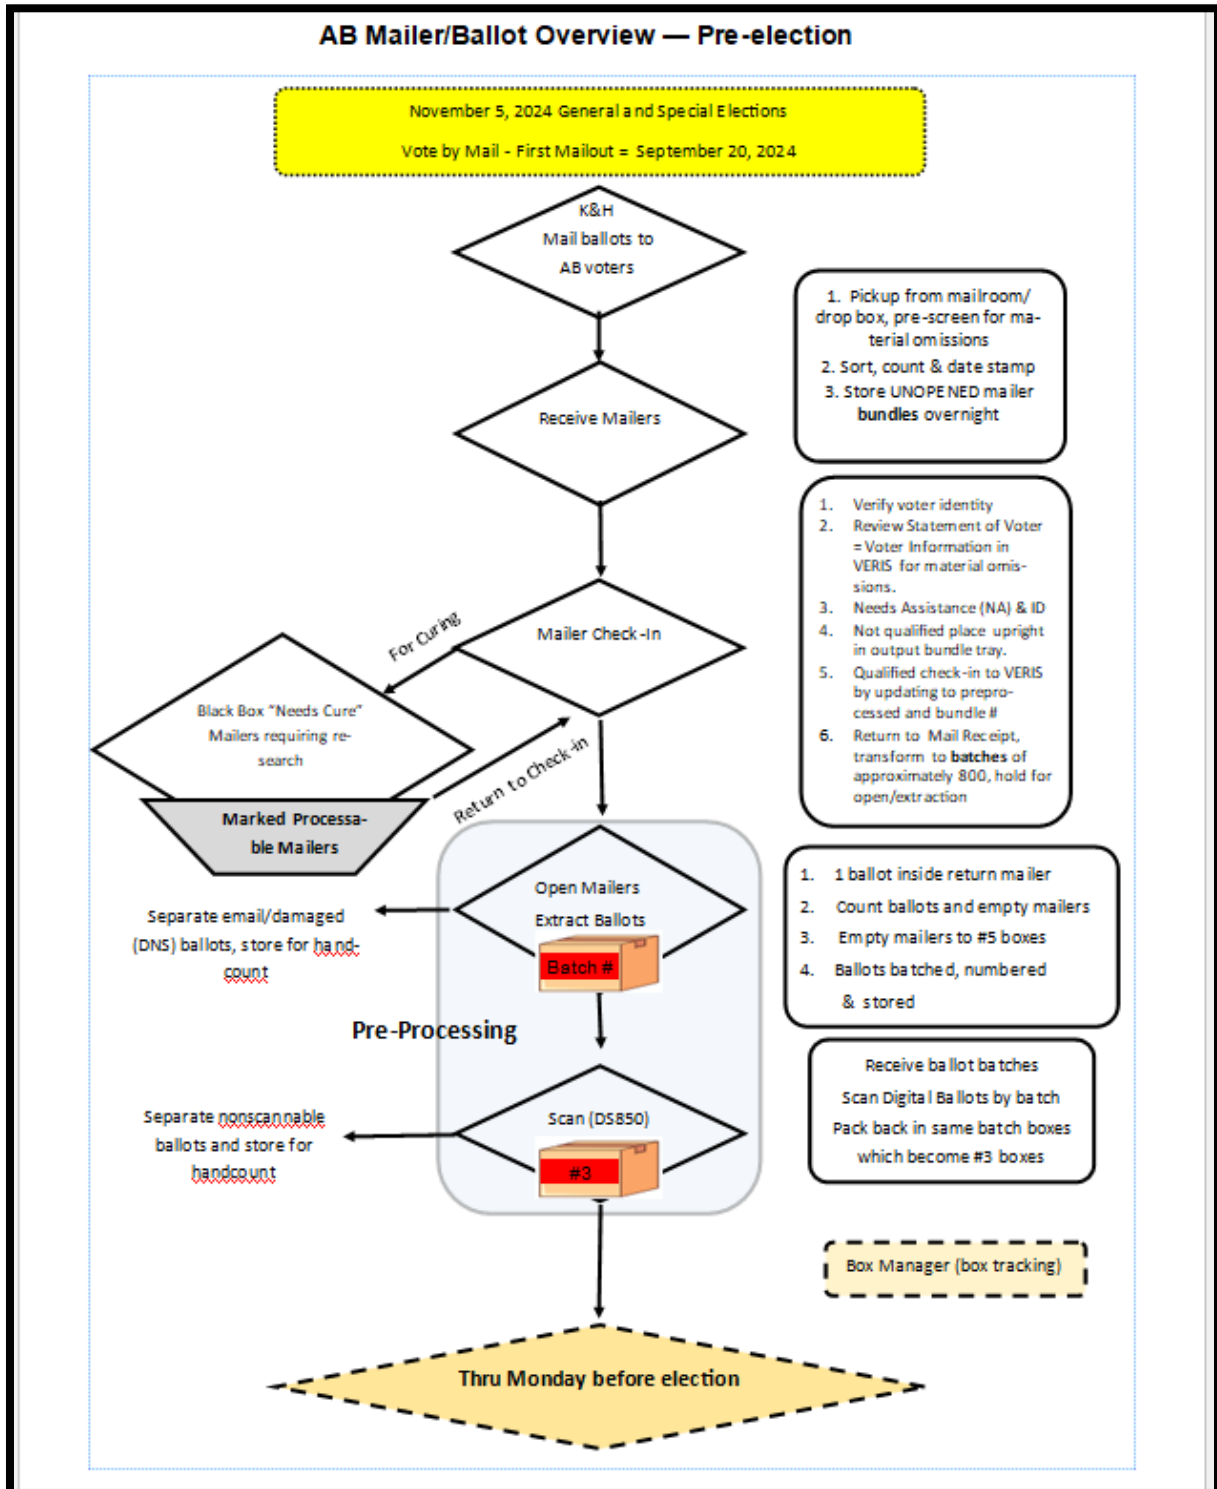 AB Mailer/Ballot Overview — Pre-election
November 5, 2024 General and Special Elections
Vote by Mail - First Mailout = September 20, 2024
K&H
Mail ballots to
AB voters
1. Pickup from mailroom/
drop box, pre-screen for ma-
terial omissions
2. Sort, count & date stamp
3. Store UNOPENED mailer
bundles overnight
Receive Mailers
1. Verify voter identity
2. Review Statement of Voter
= Voter Information in
VERIS for material omis-
sions.
3. Needs Assistance (NA) & ID
4. Not qualified place upright
in output bundle tray.
5. Qualified check-in to VERIS
by updating to prepro-
cessed and bundle #
6. Return to Mail Receipt,
transform to batches of
approximately 800, hold for
open/extraction
Mailer Check-In
For Curing
Black Box “Needs Cure”
Mailers requiring re-
search
Return to Check-in
Marked Processa-
ble Mailers
Open Mailers
Extract Ballots
Batch #
Separate email/damaged
(DNS) ballots, store for hand-
count
1. 1 ballot inside return mailer
2. Count ballots and empty mailers
3. Empty mailers to #5 boxes
4. Ballots batched, numbered
& stored
Pre-Processing
Receive ballot batches
Scan Digital Ballots by batch
Pack back in same batch boxes
which become #3 boxes
Scan (DS850)
#3
Separate nonscannable
ballots and store for
handcount
Box Manager (box tracking)
Thru Monday before election